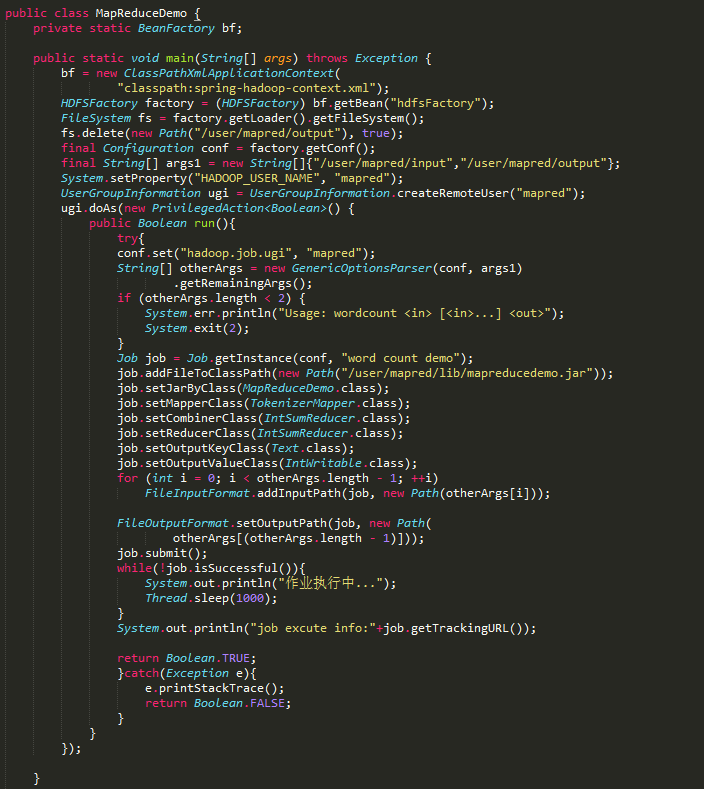 public class MapReduceDemo {
    private static BeanFactory bf;

    public static void main(String[] args) throws Exception {
        bf = new ClassPathXmlApplicationContext(
                "classpath:spring-hadoop-context.xml");
        HDFSFactory factory = (HDFSFactory) bf.getBean("hdfsFactory");
        FileSystem fs = factory.getLoader().getFileSystem();
        fs.delete(new Path("/user/mapred/output"), true);
        final Configuration conf = factory.getConf();
        final String[] args1 = new String[]{"/user/mapred/input","/user/mapred/output"};
        System.setProperty("HADOOP_USER_NAME", "mapred");
        UserGroupInformation ugi = UserGroupInformation.createRemoteUser("mapred");
        ugi.doAs(new PrivilegedAction<Boolean>() {
            public Boolean run(){
                try{
                conf.set("hadoop.job.ugi", "mapred");
                String[] otherArgs = new GenericOptionsParser(conf, args1)
                        .getRemainingArgs();
                if (otherArgs.length < 2) {
                    System.err.println("Usage: wordcount <in> [<in>...] <out>");
                    System.exit(2);
                }
                Job job = Job.getInstance(conf, "word count demo");
                job.addFileToClassPath(new Path("/user/mapred/lib/mapreducedemo.jar"));
                job.setJarByClass(MapReduceDemo.class);
                job.setMapperClass(TokenizerMapper.class);
                job.setCombinerClass(IntSumReducer.class);
                job.setReducerClass(IntSumReducer.class);
                job.setOutputKeyClass(Text.class);
                job.setOutputValueClass(IntWritable.class);
                for (int i = 0; i < otherArgs.length - 1; ++i)
                    FileInputFormat.addInputPath(job, new Path(otherArgs[i]));

                FileOutputFormat.setOutputPath(job, new Path(
                        otherArgs[(otherArgs.length - 1)]));
                job.submit();
                while(!job.isSuccessful()){
                    System.out.println("作业执行中...");
                    Thread.sleep(1000);
                }
                System.out.println("job excute info:"+job.getTrackingURL());

                return Boolean.TRUE;
                }catch(Exception e){
                    e.printStackTrace();
                    return Boolean.FALSE;
                }
            }
        });

    }